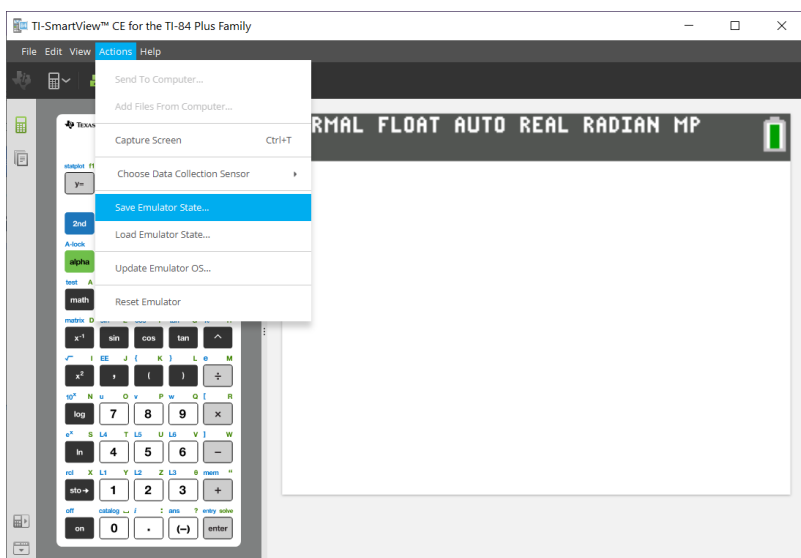 TI-SmartView™ CE for the TI-84 Plus Family
File Edit View Actions Help
Send To Computer...
Add Files From Computer...
Capture Screen Ctrl+T
Choose Data Collection Sensor
Save Emulator State...
Load Emulator State...
Update Emulator OS...
Reset Emulator
FLOAT AUTO REAL RADIAN MP
statplot f1
y=
2nd
A-lock
alpha
test A
math
matrix D
x⁻¹ sin cos tan ^
√ I EE J { K } L e M
x² , ( ) ÷
10ˣ N u O v P w Q [ R
log 7 8 9 ×
eˣ S L4 T L5 U L6 V ] W
ln 4 5 6 −
rcl X L1 Y L2 Z L3 θ mem "
sto→ 1 2 3 +
off catalog ⎵ i : ans ? entry solve
on 0 . (−) enter